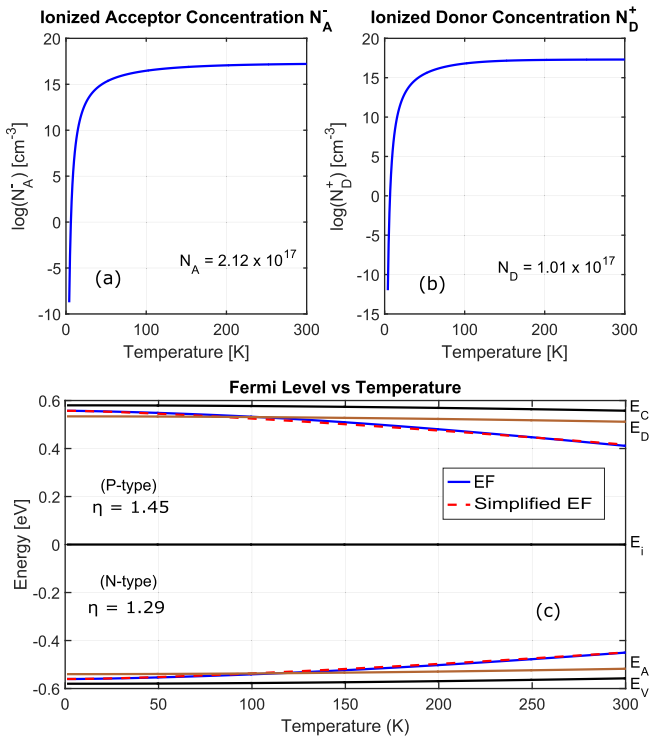 Ionized Acceptor Concentration N_A^-
log(N_A^-) [cm^-3]
20
15
10
5
0
-5
-10
N_A = 2.12 x 10^17
(a)
0
100
200
300
Temperature [K]
Ionized Donor Concentration N_D^+
log(N_D^+) [cm^-3]
20
15
10
5
0
-5
-10
-15
N_D = 1.01 x 10^17
(b)
0
100
200
300
Temperature [K]
Fermi Level vs Temperature
Energy [eV]
0.6
0.4
0.2
0
-0.2
-0.4
-0.6
E_C
E_D
(P-type)
η = 1.45
EF
Simplified EF
E_i
(N-type)
η = 1.29
(c)
E_A
E_V
0
50
100
150
200
250
300
Temperature (K)